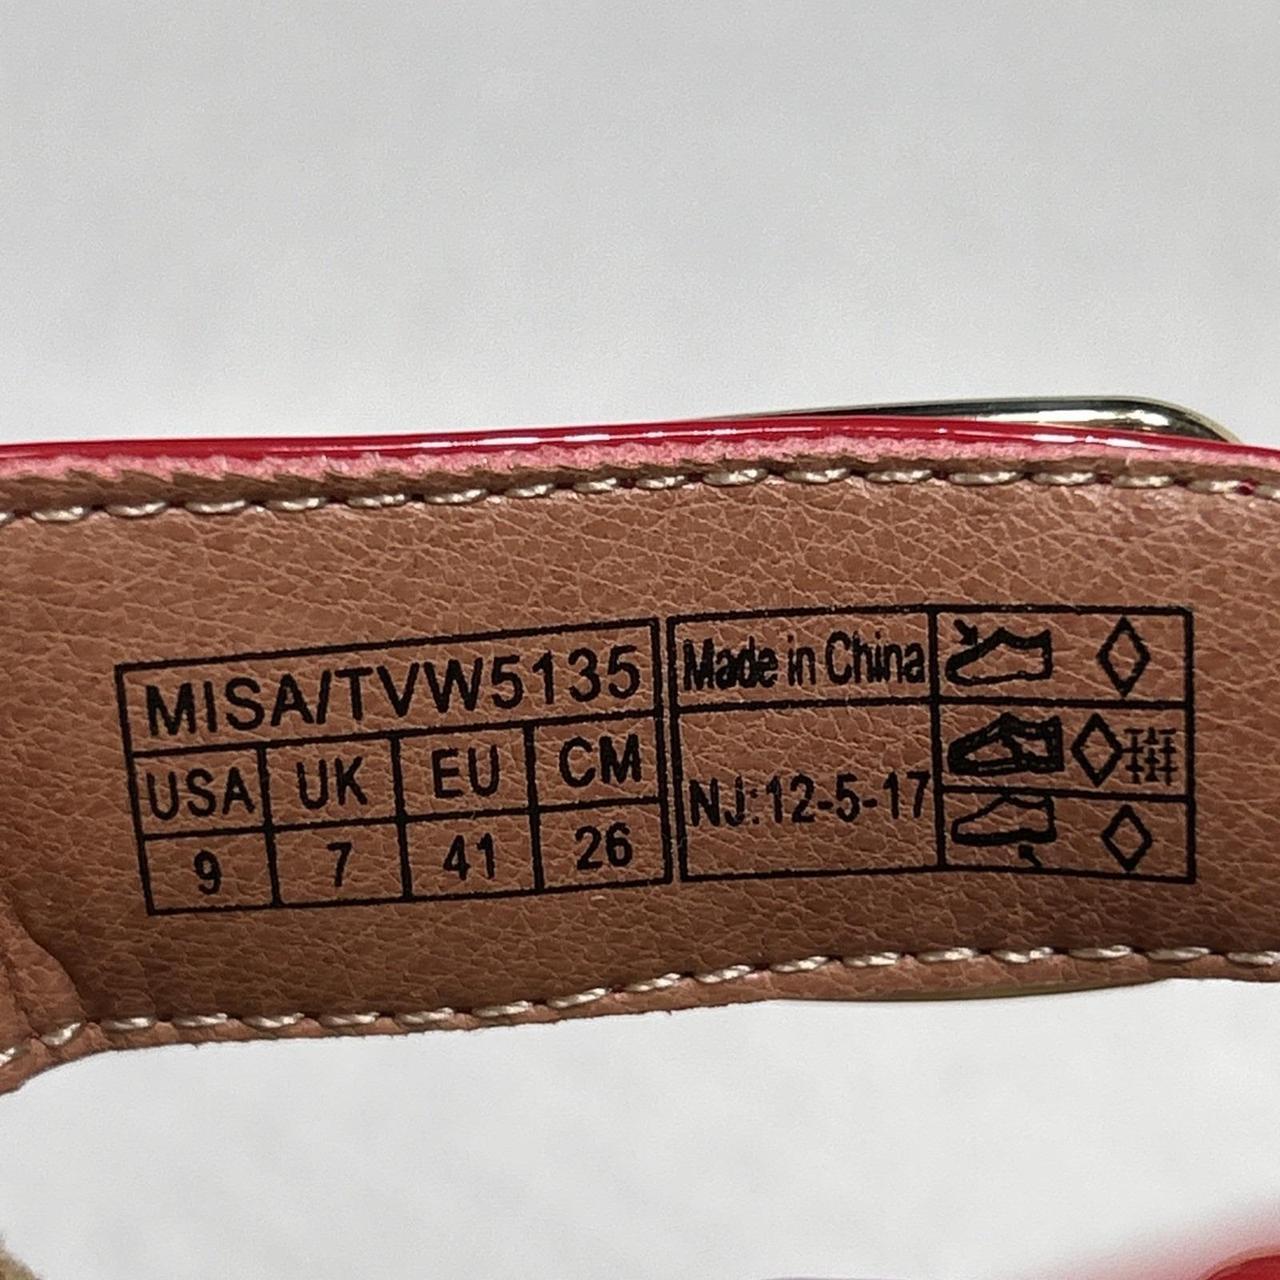 MISA/TVW5135
USA UK EU CM
9 7 41 26
Made in China
NJ:12-5-17